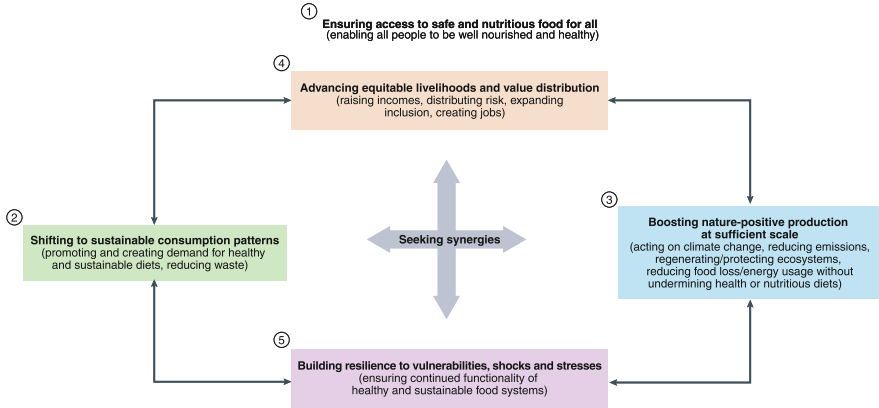 1
Ensuring access to safe and nutritious food for all
(enabling all people to be well nourished and healthy)
4
Advancing equitable livelihoods and value distribution
(raising incomes, distributing risk, expanding
inclusion, creating jobs)
2
Shifting to sustainable consumption patterns
(promoting and creating demand for healthy
and sustainable diets, reducing waste)
Seeking synergies
3
Boosting nature-positive production
at sufficient scale
(acting on climate change, reducing emissions,
regenerating/protecting ecosystems,
reducing food loss/energy usage without
undermining health or nutritious diets)
5
Building resilience to vulnerabilities, shocks and stresses
(ensuring continued functionality of
healthy and sustainable food systems)